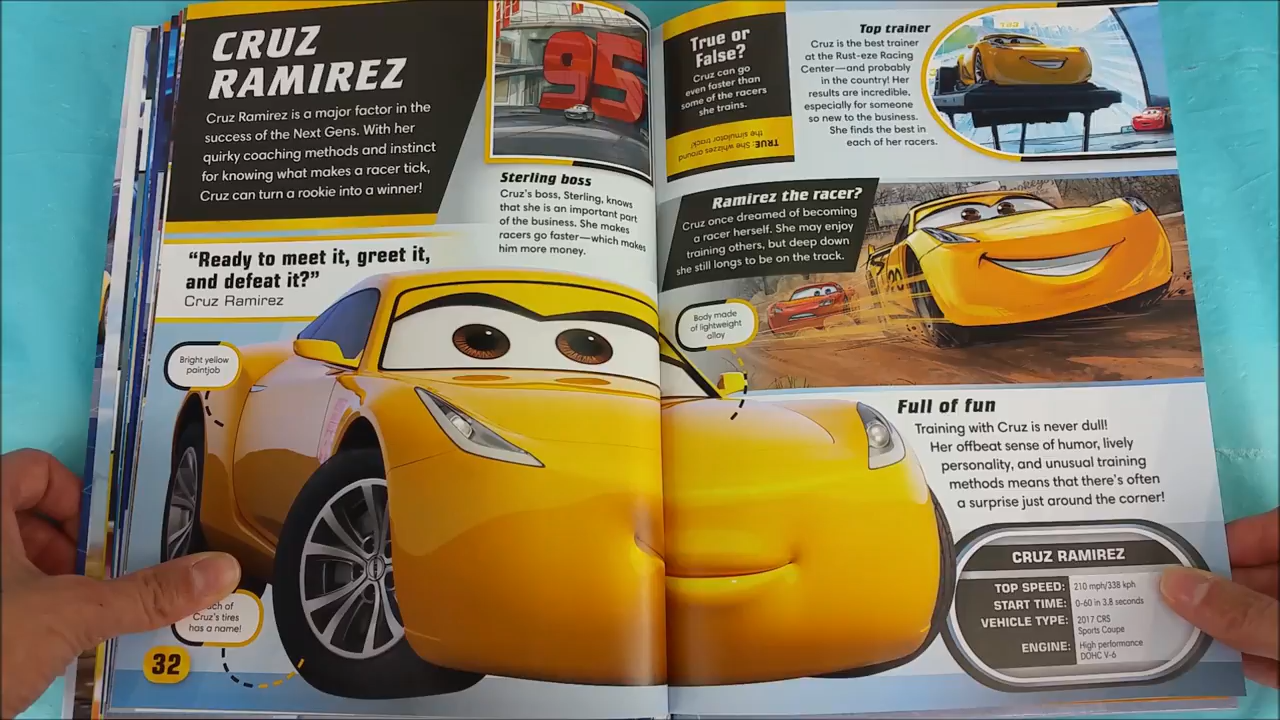 CRUZ
RAMIREZ
Cruz Ramirez is a major factor in the
success of the Next Gens. With her
quirky coaching methods and instinct
for knowing what makes a racer tick,
Cruz can turn a rookie into a winner!
"Ready to meet it, greet it,
and defeat it?"
Cruz Ramirez
95
Sterling boss
Cruz's boss, Sterling, knows
that she is an important part
of the business. She makes
racers go faster—which makes
him more money.
Bright yellow
paintjob
of
Cruz's tires
has a name!
32
True or
False?
Cruz can go
even faster than
some of the racers
she trains.
TRUE: She whizzes around
the simulator track!
Top trainer
Cruz is the best trainer
at the Rust-eze Racing
Center—and probably
in the country! Her
results are incredible,
especially for someone
so new to the business.
She finds the best in
each of her racers.
Ramirez the racer?
Cruz once dreamed of becoming
a racer herself. She may enjoy
training others, but deep down
she still longs to be on the track.
Body made
of lightweight
alloy
Full of fun
Training with Cruz is never dull!
Her offbeat sense of humor, lively
personality, and unusual training
methods means that there's often
a surprise just around the corner!
CRUZ RAMIREZ
TOP SPEED: 210 mph/338 kph
START TIME: 0-60 in 3.8 seconds
VEHICLE TYPE: 2017 CRS
Sports Coupe
ENGINE: High performance
DOHC V-6